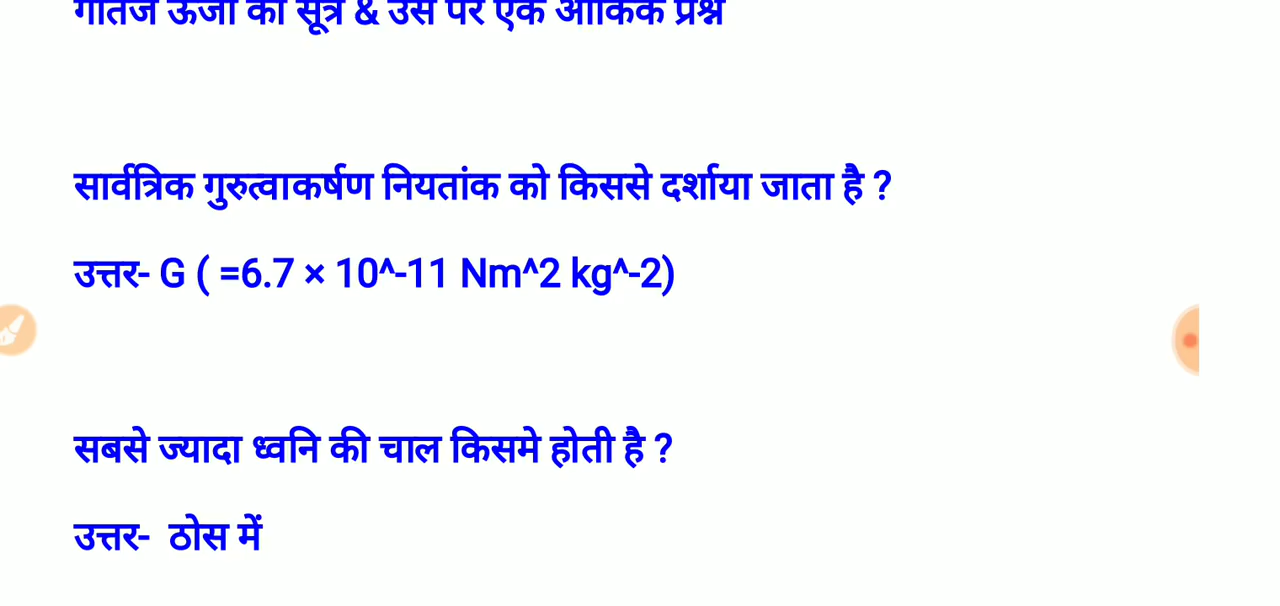 गतिज ऊर्जा का सूत्र & उस पर एक आंकिक प्रश्न
सार्वत्रिक गुरुत्वाकर्षण नियतांक को किससे दर्शाया जाता है ?
उत्तर- G ( =6.7 × 10^-11 Nm^2 kg^-2)
सबसे ज्यादा ध्वनि की चाल किसमे होती है ?
उत्तर- ठोस में